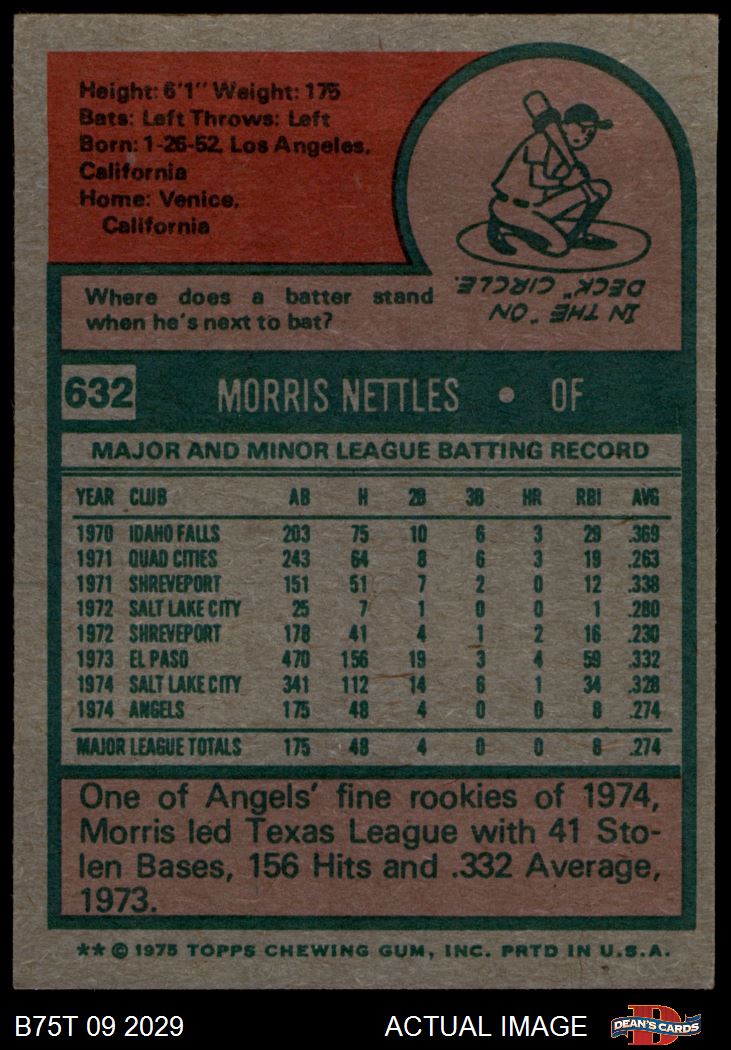 Height: 6'1" Weight: 175
Bats: Left Throws: Left
Born: 1-26-52, Los Angeles,
California
Home: Venice,
California
Where does a batter stand
when he's next to bat?
IN THE "ON
DECK" CIRCLE.
632 MORRIS NETTLES • OF
MAJOR AND MINOR LEAGUE BATTING RECORD
YEAR CLUB AB H 2B 3B HR RBI AVG
1970 IDAHO FALLS 203 75 10 6 3 29 .369
1971 QUAD CITIES 243 64 8 6 3 19 .263
1971 SHREVEPORT 151 51 7 2 0 12 .338
1972 SALT LAKE CITY 25 7 1 0 0 1 .280
1972 SHREVEPORT 178 41 4 1 2 16 .230
1973 EL PASO 470 156 19 3 4 59 .332
1974 SALT LAKE CITY 341 112 14 6 1 34 .328
1974 ANGELS 175 48 4 0 0 8 .274
MAJOR LEAGUE TOTALS 175 48 4 0 0 8 .274
One of Angels' fine rookies of 1974,
Morris led Texas League with 41 Sto-
len Bases, 156 Hits and .332 Average,
1973.
** © 1975 TOPPS CHEWING GUM, INC. PRTD IN U.S.A.
B75T 09 2029 ACTUAL IMAGE D DEAN'S CARDS